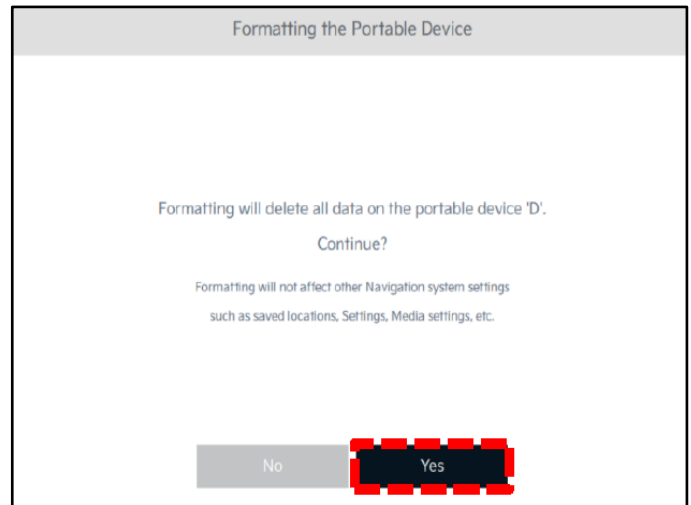 Formatting the Portable Device
Formatting will delete all data on the portable device 'D'.
Continue?
Formatting will not affect other Navigation system settings
such as saved locations, Settings, Media settings, etc.
No
Yes